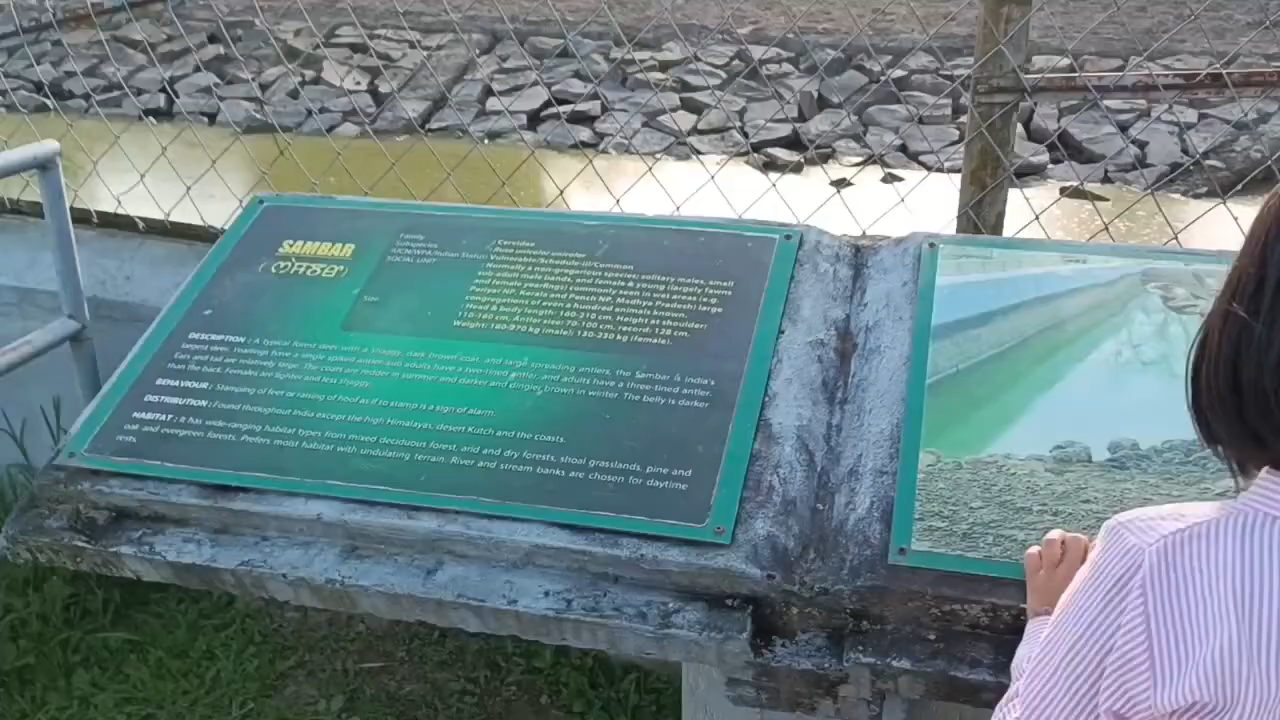 SAMBAR
Family : Cervidae
Subspecies : Rusa unicolor unicolor
IUCN/WPA/Indian Status : Vulnerable/Schedule-III/Common
SOCIAL UNIT : Normally a non-gregarious species; solitary males, small
sub-adult male bands, and female & young (largely fawns
and female yearlings) commonly seen in wet areas (e.g.
Periyar NP, Kerala and Pench NP, Madhya Pradesh) large
congregations of even a hundred animals known.
Size : Head & body length: 160-210 cm. Height at shoulder:
110-160 cm. Antler size: 70-100 cm, record: 128 cm.
Weight: 180-270 kg (male); 130-230 kg (female).
DESCRIPTION : A typical forest deer with a shaggy, dark brown coat, and large spreading antlers, the Sambar is India's
largest deer. Yearlings have a single spiked antler sub adults have a two-tined antler, and adults have a three-tined antler.
Ears and tail are relatively large. The coats are redder in summer and darker and dingier brown in winter. The belly is darker
than the back. Females are lighter and less shaggy.
BEHAVIOUR : Stamping of feet or raising of hoof as if to stamp is a sign of alarm.
DISTRIBUTION : Found throughout India except the high Himalayas, desert Kutch and the coasts.
HABITAT : It has wide-ranging habitat types from mixed deciduous forest, arid and dry forests, shoal grasslands, pine and
oak and evergreen forests. Prefers moist habitat with undulating terrain. River and stream banks are chosen for daytime
rests.